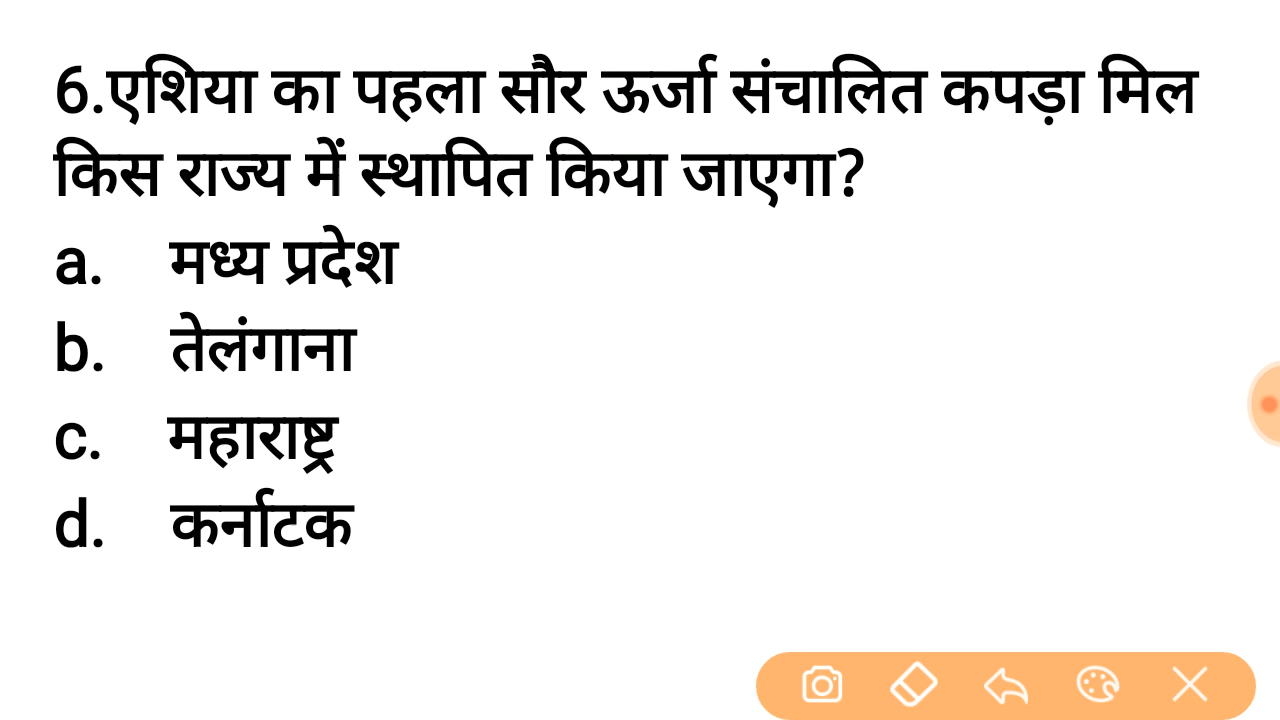 6.एशिया का पहला सौर ऊर्जा संचालित कपड़ा मिल
किस राज्य में स्थापित किया जाएगा?
a. मध्य प्रदेश
b. तेलंगाना
c. महाराष्ट्र
d. कर्नाटक